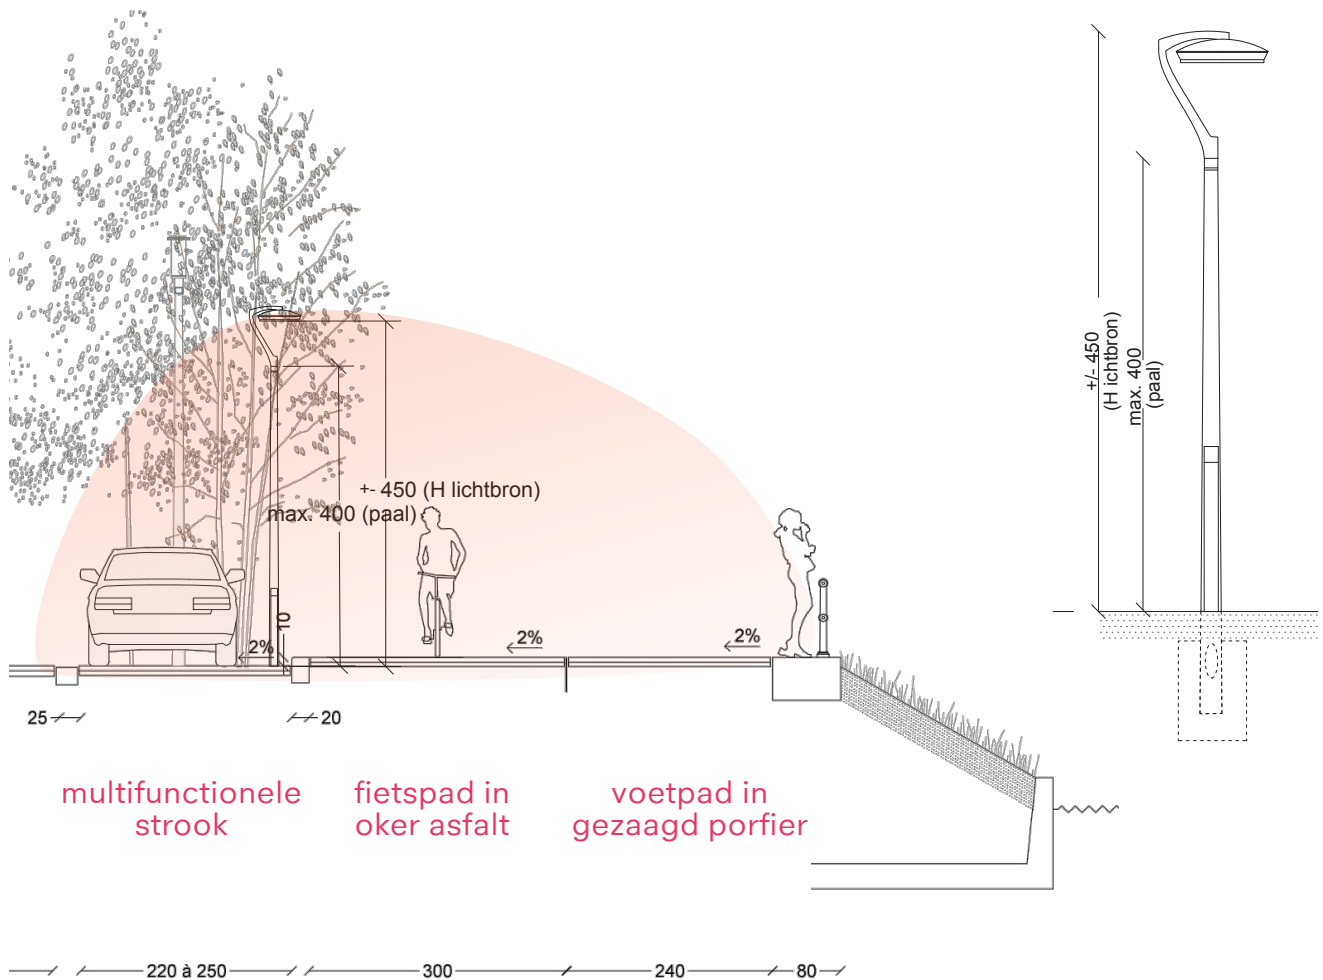 +/- 450
(H ichtbron)
max. 400
(paal)
+- 450 (H lichtbron)
max. 400 (paal)
10
2%
2%
2%
25
20
multifunctionele
strook
fietspad in
oker asfalt
voetpad in
gezaagd porfier
220 à 250
300
240
80